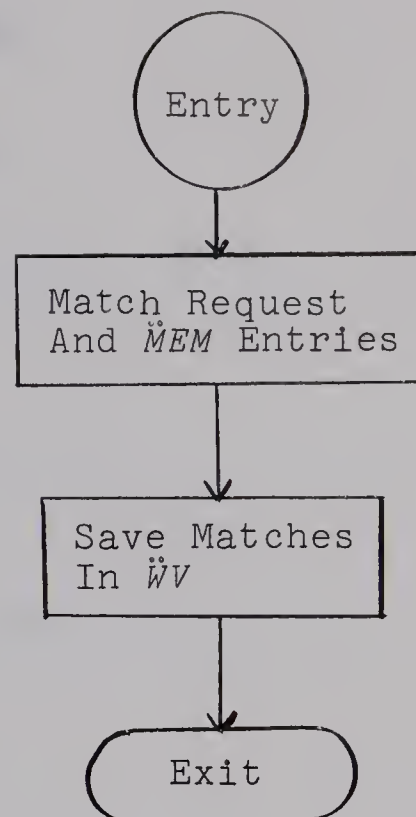 Entry
Match Request
And M̈EM Entries
Save Matches
In ẄV
Exit